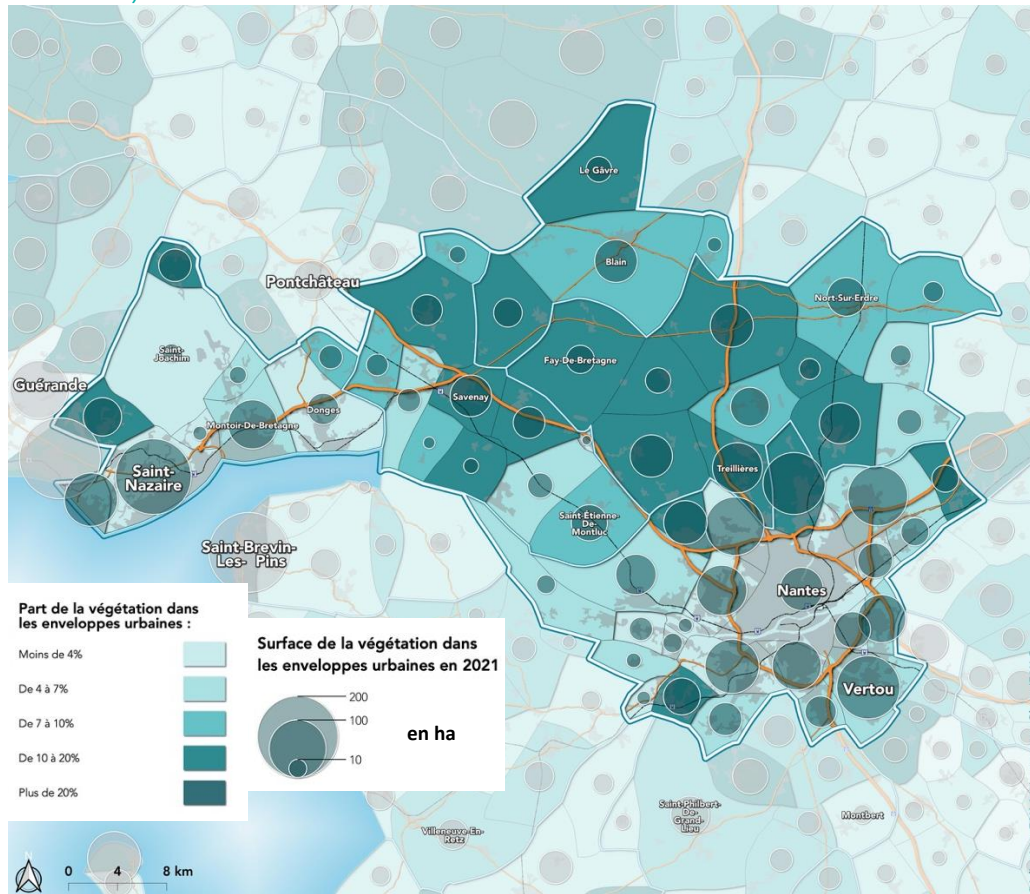 Le Gâvre
Blain
Pontchâteau
Nort-Sur-Erdre
Saint-
Joachim
Fay-De-Bretagne
Guérande
Savenay
Donges
Montoir-De-Bretagne
Saint-
Nazaire
Treillières
Saint-Étienne-
De-
Montluc
Saint-Brevin-
Les- Pins
Nantes
Vertou
Part de la végétation dans
les enveloppes urbaines :
Moins de 4%
De 4 à 7%
De 7 à 10%
De 10 à 20%
Plus de 20%
Surface de la végétation dans
les enveloppes urbaines en 2021
200
100
10
en ha
Saint-Philbert-
De-
Grand-
Lieu
Montbert
Villeneuve-En-
Retz
N
0 4 8 km